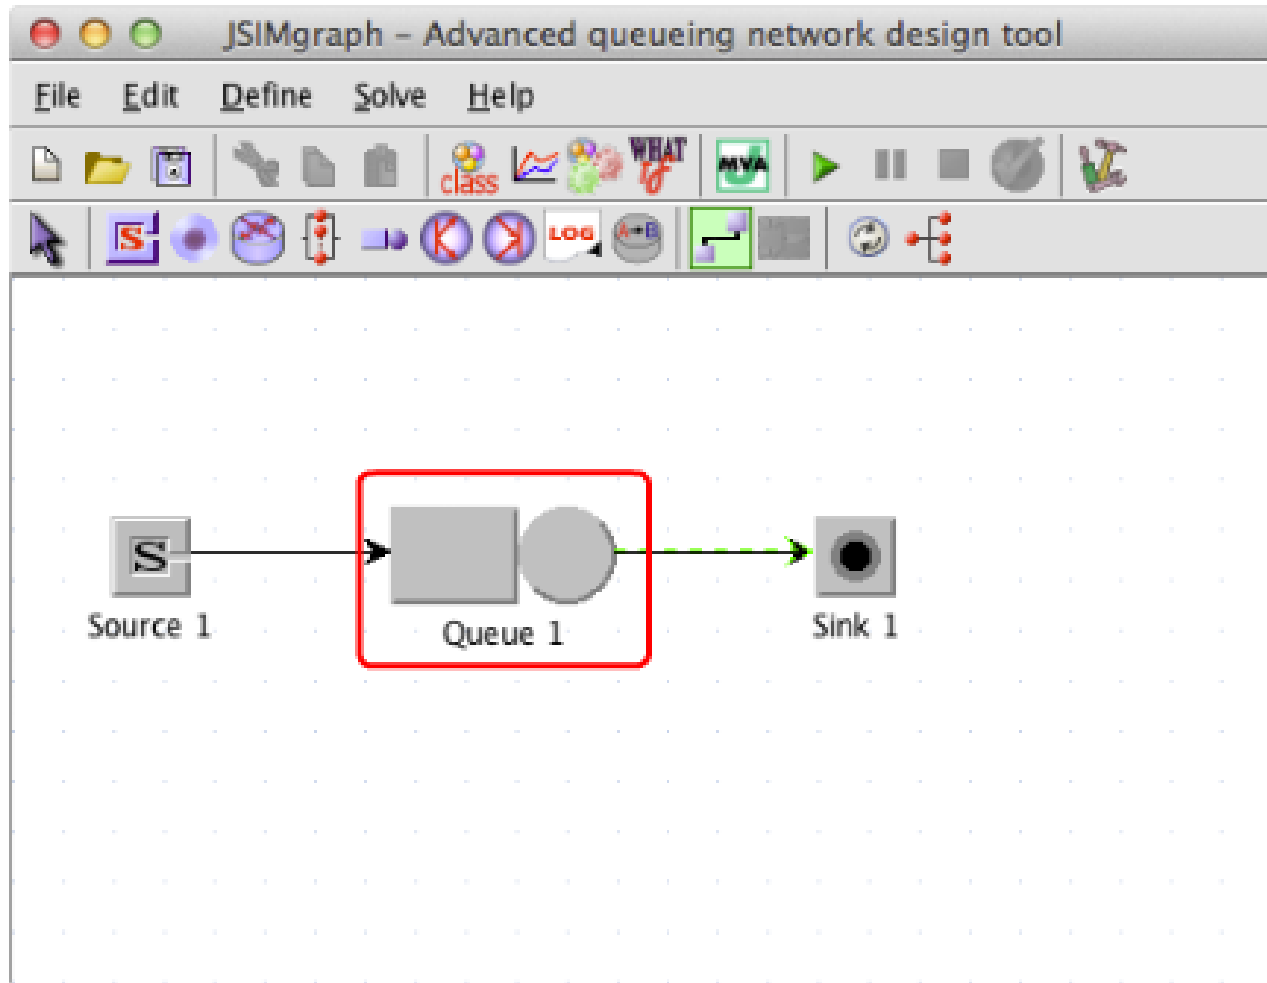 JSIMgraph – Advanced queueing network design tool
File Edit Define Solve Help
class WHAT if MVA
S LOG A→B
S
Source 1 Queue 1 Sink 1